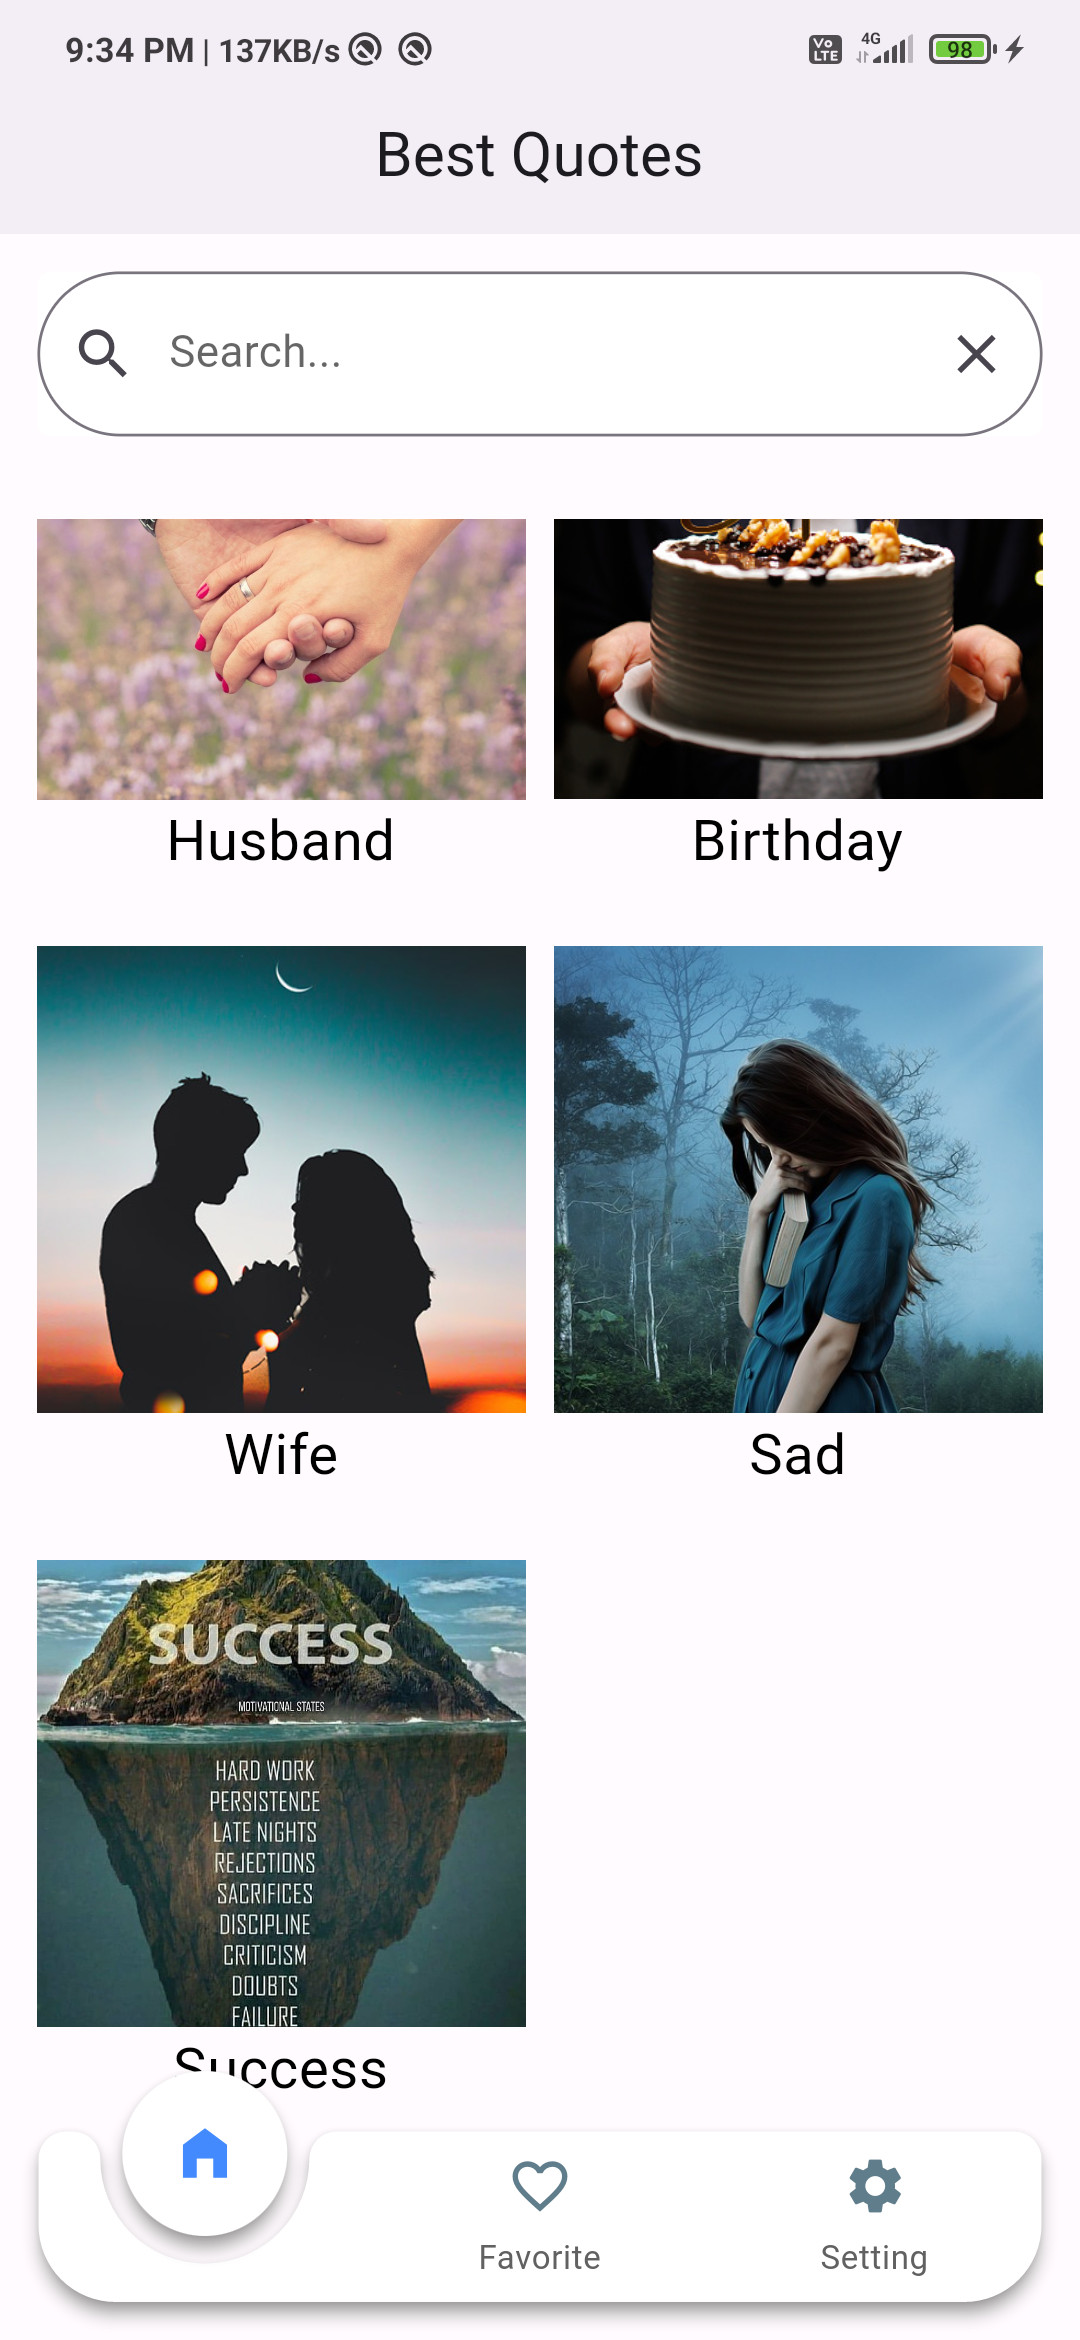 9:34 PM | 137KB/s
Vo LTE 4G 98
Best Quotes
Search...
Husband
Birthday
Wife
Sad
SUCCESS
MOTIVATIONAL STATES
HARD WORK
PERSISTENCE
LATE NIGHTS
REJECTIONS
SACRIFICES
DISCIPLINE
CRITICISM
DOUBTS
FAILURE
Success
Favorite
Setting